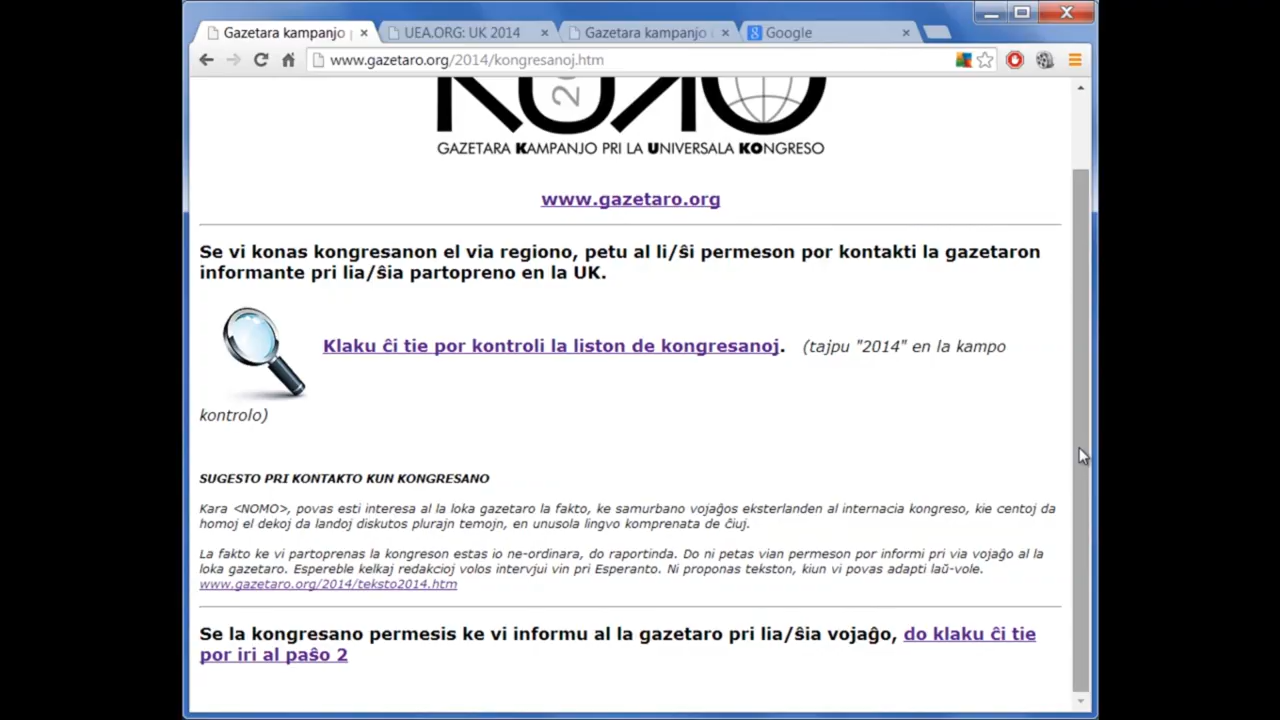 Gazetara kampanjo
UEA.ORG: UK 2014
Gazetara kampanjo
Google
www.gazetaro.org/2014/kongresanoj.htm
KUKO
GAZETARA KAMPANJO PRI LA UNIVERSALA KONGRESO
www.gazetaro.org
Se vi konas kongresanon el via regiono, petu al li/ŝi permeson por kontakti la gazetaron
informante pri lia/ŝia partopreno en la UK.
Klaku ĉi tie por kontroli la liston de kongresanoj. (tajpu "2014" en la kampo
kontrolo)
SUGESTO PRI KONTAKTO KUN KONGRESANO
Kara <NOMO>, povas esti interesa al la loka gazetaro la fakto, ke samurbano vojaĝos eksterlanden al internacia kongreso, kie centoj da
homoj el dekoj da landoj diskutos plurajn temojn, en unusola lingvo komprenata de ĉiuj.
La fakto ke vi partoprenas la kongreson estas io ne-ordinara, do raportinda. Do ni petas vian permeson por informi pri via vojaĝo al la
loka gazetaro. Espereble kelkaj redakcioj volos intervjui vin pri Esperanto. Ni proponas tekston, kiun vi povas adapti laŭ-vole.
www.gazetaro.org/2014/teksto2014.htm
Se la kongresano permesis ke vi informu al la gazetaro pri lia/ŝia vojaĝo, do klaku ĉi tie
por iri al paŝo 2